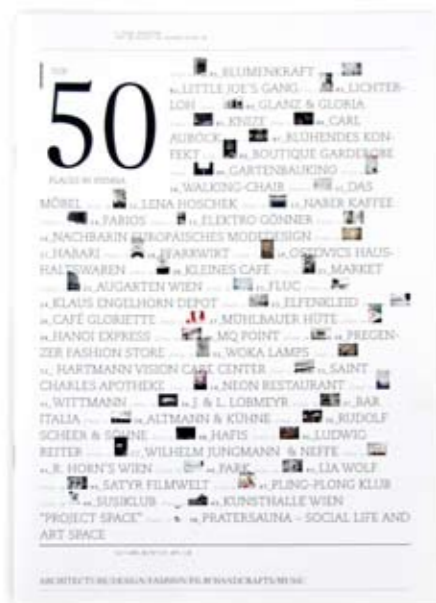 50
PLACES IN VIENNA
BLUMENKRAFT
LITTLE JOE'S GANG LICHTER-
LOH GLANZ & GLORIA
KNIZE CARL
AUBÖCK BLÜHENDES KON-
FEKT BOUTIQUE GARDEROBE
GARTENBAUKINO
WALKING-CHAIR DAS
MÖBEL LENA HOSCHEK NABER KAFFEE
PARIOS ELEKTRO GÖNNER
NACHBARIN EUROPÄISCHES MODEDESIGN
HABARI PFARRWIRT OSTOVICS HAUS-
HALTSWAREN KLEINES CAFE MARKET
AUGARTEN WIEN FLUC
KLAUS ENGELHORN DEPOT ELFENKLEID
CAFÉ GLORIETTE MÜHLBAUER HÜTE
HANOI EXPRESS MQ POINT PREGEN-
ZER FASHION STORE WOKA LAMPS
HARTMANN VISION CARE CENTER SAINT
CHARLES APOTHEKE NEON RESTAURANT
WITTMANN J. & L. LOBMEYR BAR
ITALIA ALTMANN & KÜHNE RUDOLF
SCHEER & SÖHNE HAFIS LUDWIG
REITER WILHELM JUNGMANN & NEFFE
R. HORN'S WIEN PARK LIA WOLF
SATYR FILMWELT PLING-PLONG KLUB
SUSIKLUB KUNSTHALLE WIEN
"PROJECT SPACE" PRATERSAUNA – SOCIAL LIFE AND
ART SPACE
ARCHITECTURE/DESIGN/FASHION/FILM/HANDCRAFTS/MUSIC